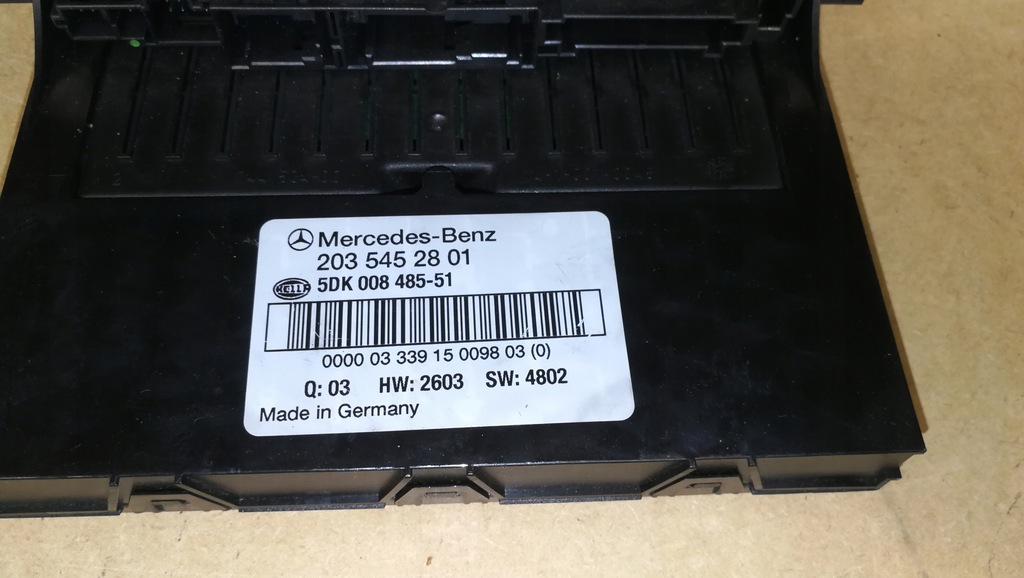 Mercedes-Benz
203 545 28 01
HELLA 5DK 008 485-51
0000 03 339 15 0098 03 (0)
Q: 03 HW: 2603 SW: 4802
Made in Germany